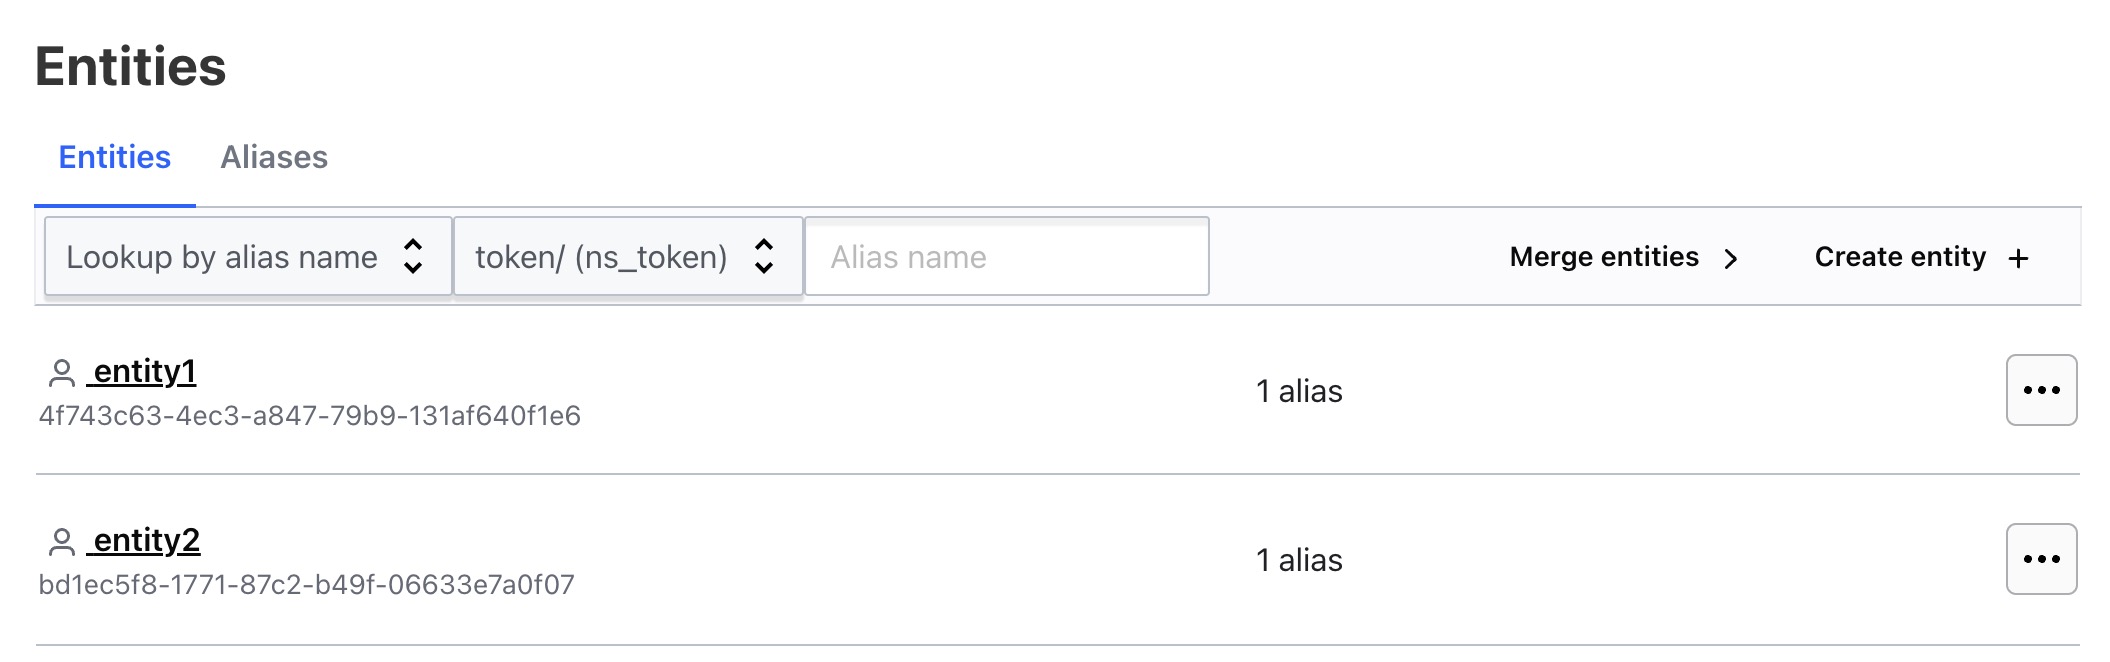 Entities
Entities Aliases
Lookup by alias name token/ (ns_token) Alias name Merge entities Create entity +
entity1
4f743c63-4ec3-a847-79b9-131af640f1e6
1 alias
entity2
bd1ec5f8-1771-87c2-b49f-06633e7a0f07
1 alias